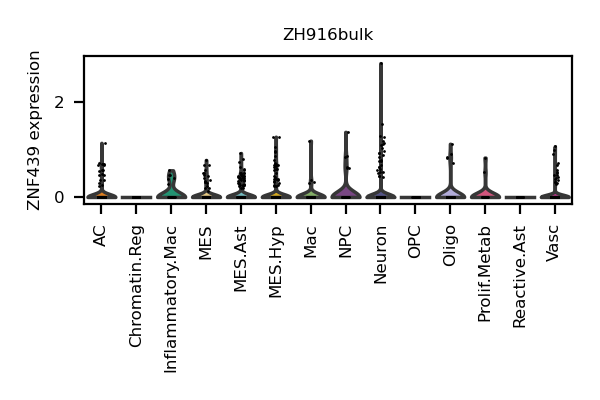 ZH916bulk
ZNF439 expression
2
0
AC
Chromatin.Reg
Inflammatory.Mac
MES
MES.Ast
MES.Hyp
Mac
NPC
Neuron
OPC
Oligo
Prolif.Metab
Reactive.Ast
Vasc